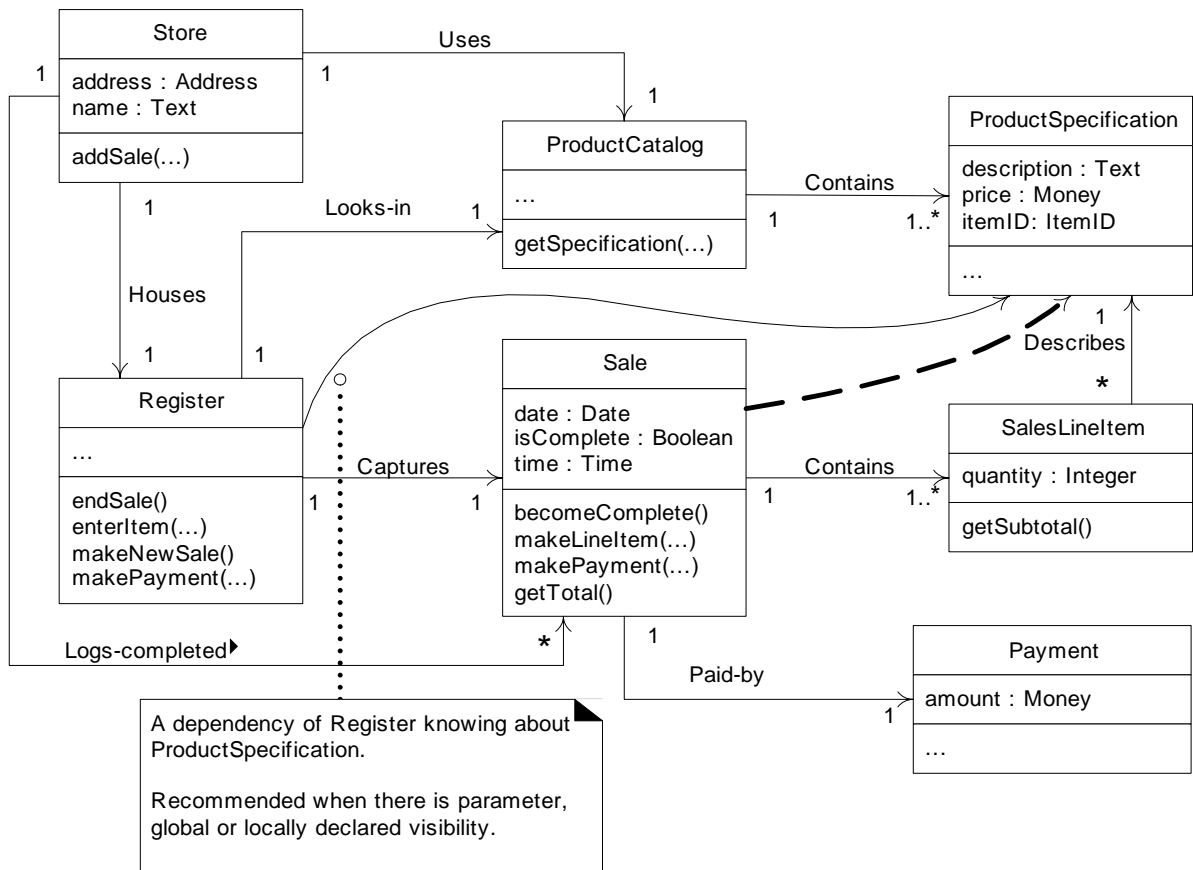 Store
address : Address
name : Text
addSale(...)
1
1
Uses
1
1
Houses
1
Looks-in
1
1
ProductCatalog
...
getSpecification(...)
Contains
1
1..*
ProductSpecification
description : Text
price : Money
itemID: ItemID
...
1
Describes
*
Register
...
endSale()
enterItem(...)
makeNewSale()
makePayment(...)
Captures
1
1
Sale
date : Date
isComplete : Boolean
time : Time
becomeComplete()
makeLineItem(...)
makePayment(...)
getTotal()
Contains
1
1..*
SalesLineItem
quantity : Integer
getSubtotal()
Logs-completed
*
1
Paid-by
1
Payment
amount : Money
...
A dependency of Register knowing about
ProductSpecification.
Recommended when there is parameter,
global or locally declared visibility.